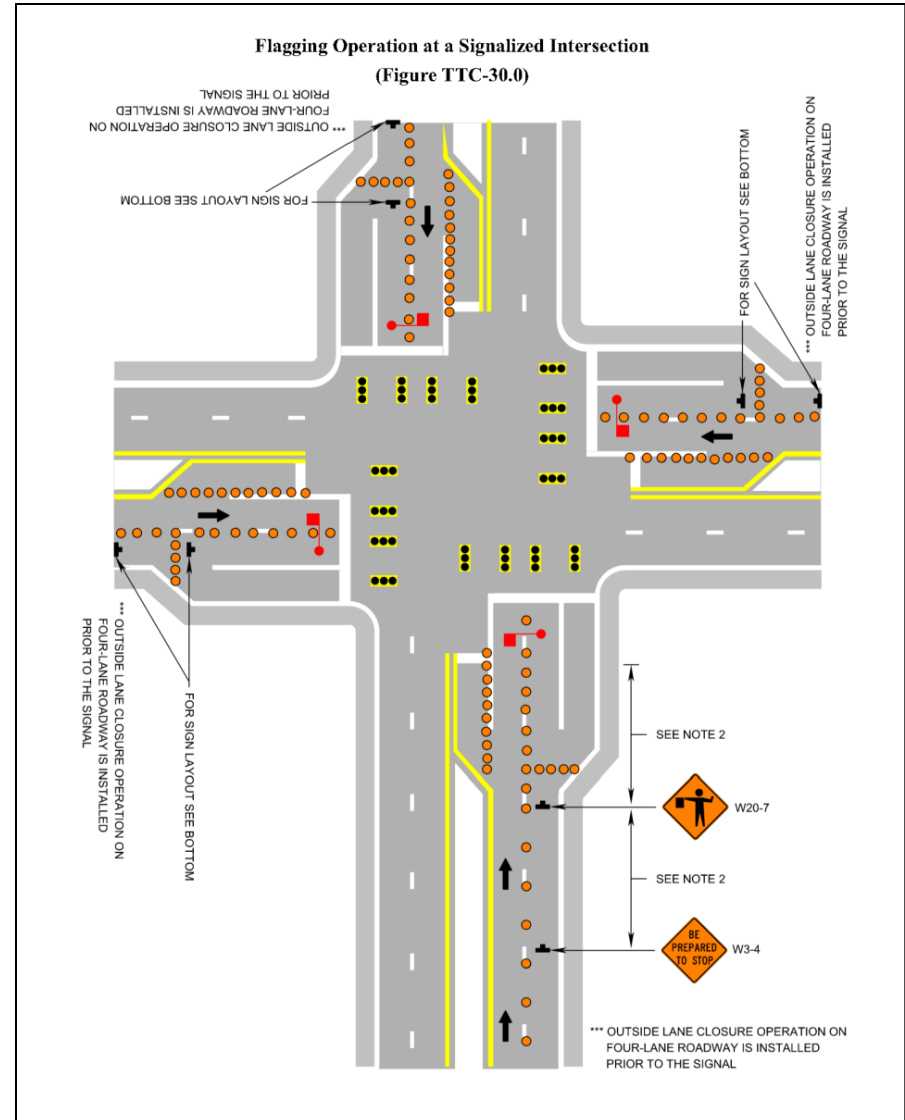 Flagging Operation at a Signalized Intersection
(Figure TTC-30.0)
*** OUTSIDE LANE CLOSURE OPERATION ON
FOUR-LANE ROADWAY IS INSTALLED
PRIOR TO THE SIGNAL
FOR SIGN LAYOUT SEE BOTTOM
FOR SIGN LAYOUT SEE BOTTOM
*** OUTSIDE LANE CLOSURE OPERATION ON
FOUR-LANE ROADWAY IS INSTALLED
PRIOR TO THE SIGNAL
*** OUTSIDE LANE CLOSURE OPERATION ON
FOUR-LANE ROADWAY IS INSTALLED
PRIOR TO THE SIGNAL
FOR SIGN LAYOUT SEE BOTTOM
SEE NOTE 2
W20-7
SEE NOTE 2
BE
PREPARED
TO STOP
W3-4
*** OUTSIDE LANE CLOSURE OPERATION ON
FOUR-LANE ROADWAY IS INSTALLED
PRIOR TO THE SIGNAL